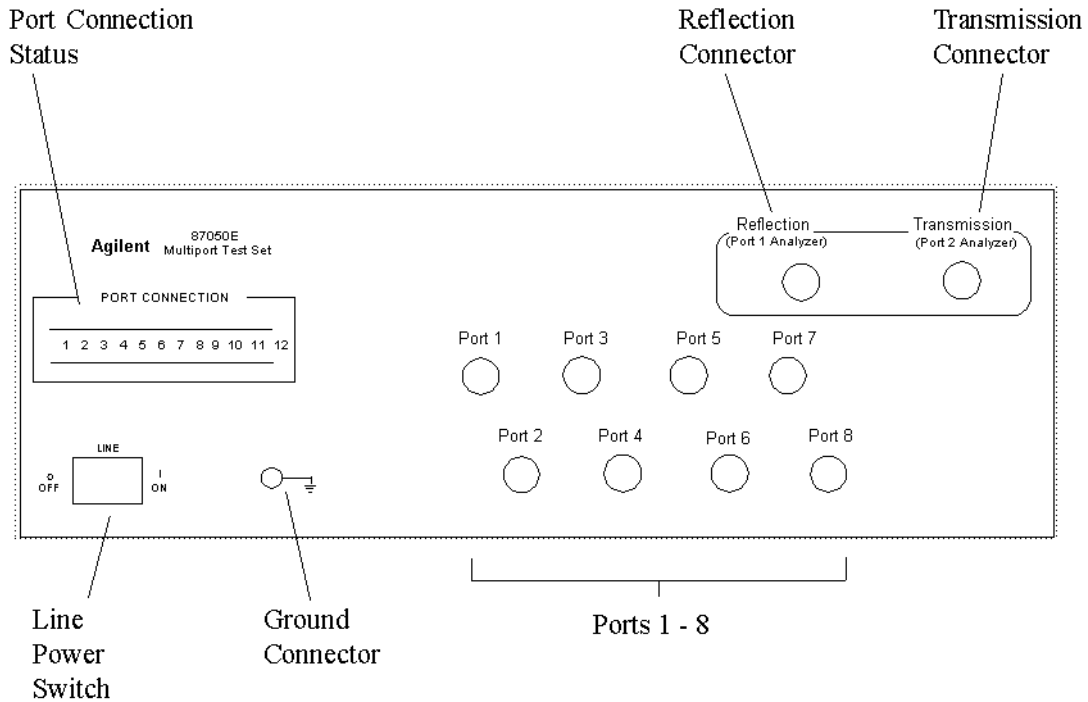 Port Connection
Status
Reflection
Connector
Transmission
Connector
Agilent
87050E
Multiport Test Set
Reflection
(Port 1 Analyzer)
Transmission
(Port 2 Analyzer)
PORT CONNECTION
1 2 3 4 5 6 7 8 9 10 11 12
Port 1
Port 3
Port 5
Port 7
Port 2
Port 4
Port 6
Port 8
LINE
O
OFF
I
ON
Line
Power
Switch
Ground
Connector
Ports 1 - 8